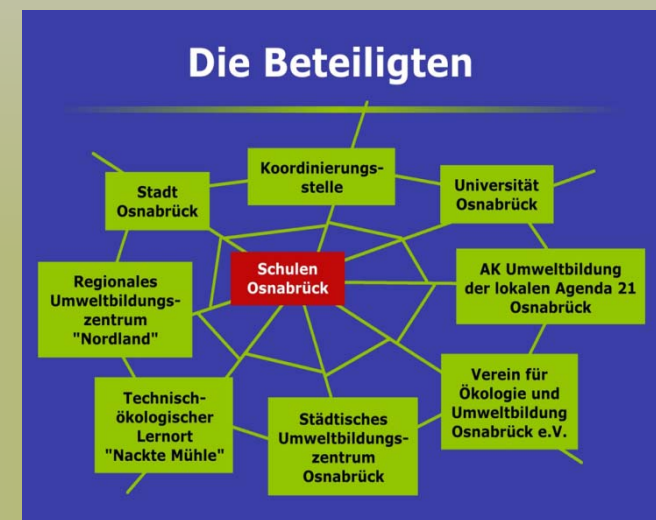 Die Beteiligten
Koordinierungs-
stelle
Stadt
Osnabrück
Universität
Osnabrück
Schulen
Osnabrück
Regionales
Umweltbildungs-
zentrum
"Nordland"
AK Umweltbildung
der lokalen Agenda 21
Osnabrück
Technisch-
ökologischer
Lernort
"Nackte Mühle"
Städtisches
Umweltbildungs-
zentrum
Osnabrück
Verein für
Ökologie und
Umweltbildung
Osnabrück e.V.